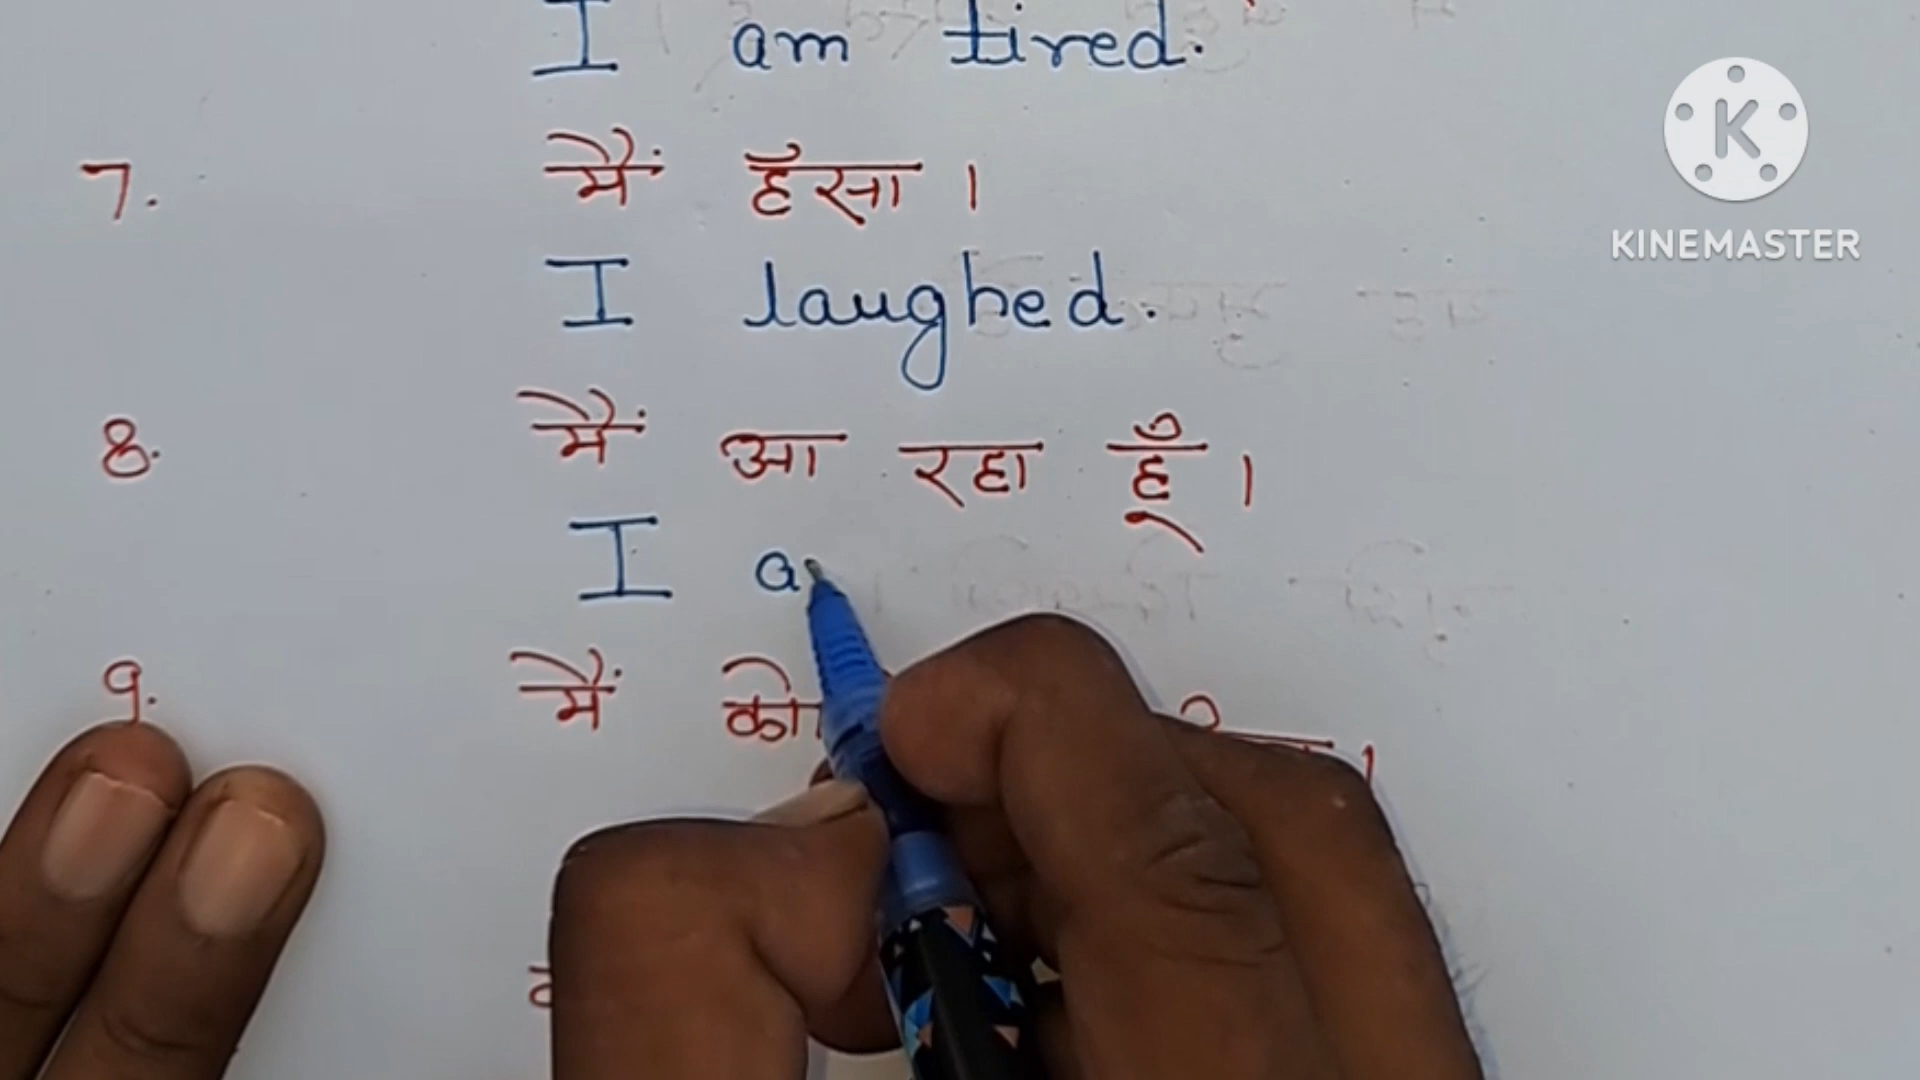 I am tired.
7. मैं हँसा ।
I laughed.
8. मैं आ रहा हूँ ।
I a
9. मैं
KINEMASTER